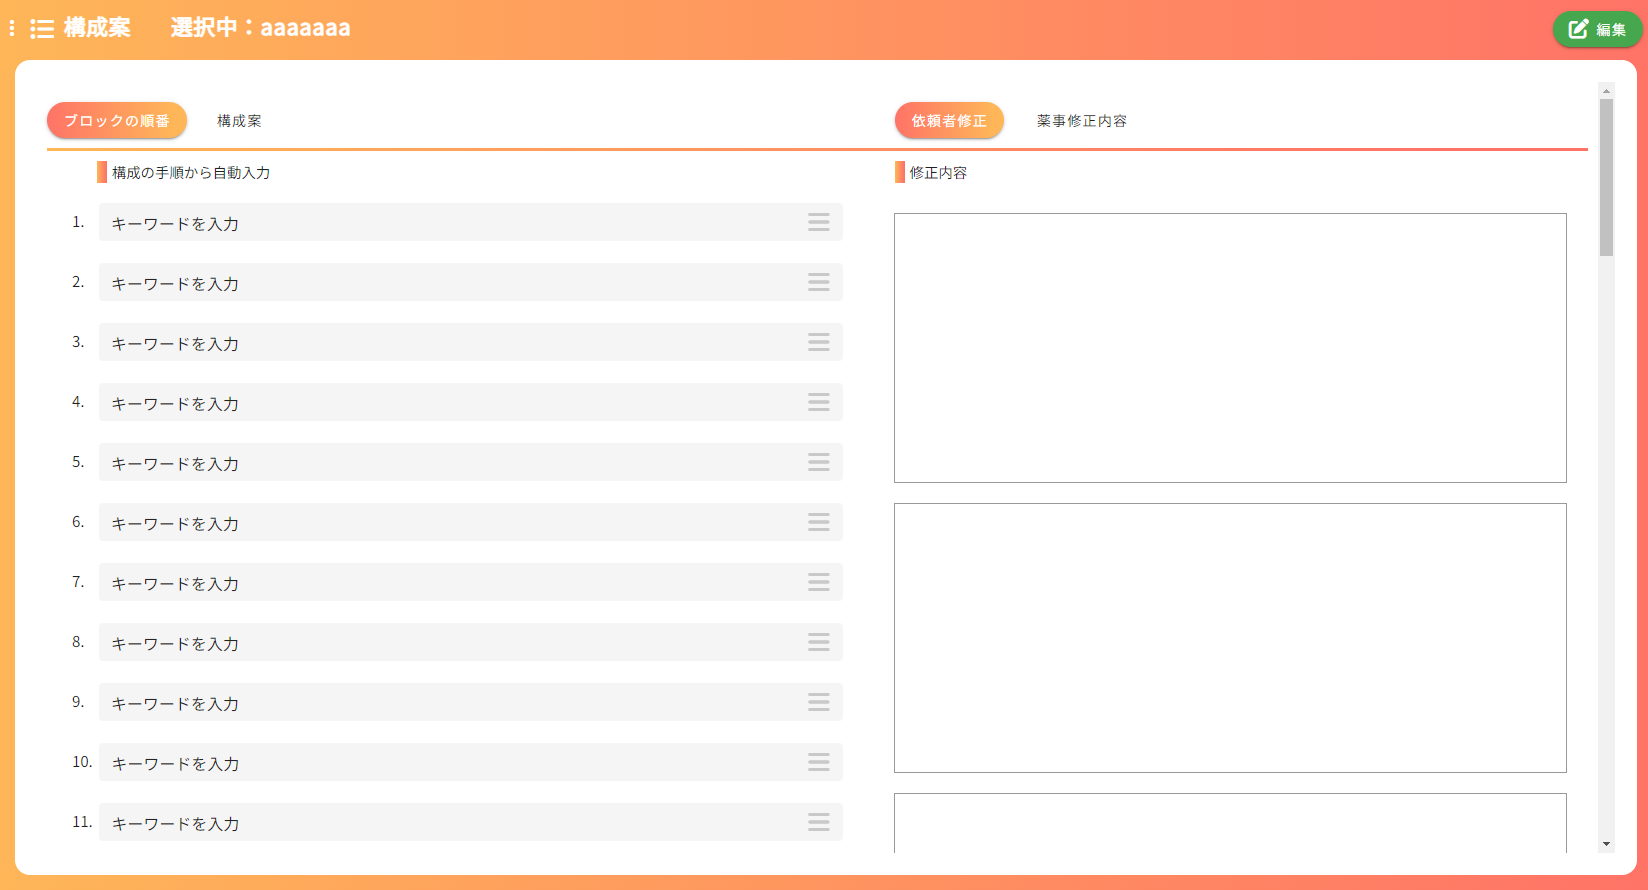 構成案 選択中：aaaaaaa
編集
ブロックの順番 構成案
依頼者修正 薬事修正内容
構成の手順から自動入力
1. キーワードを入力
2. キーワードを入力
3. キーワードを入力
4. キーワードを入力
5. キーワードを入力
6. キーワードを入力
7. キーワードを入力
8. キーワードを入力
9. キーワードを入力
10. キーワードを入力
11. キーワードを入力
修正内容